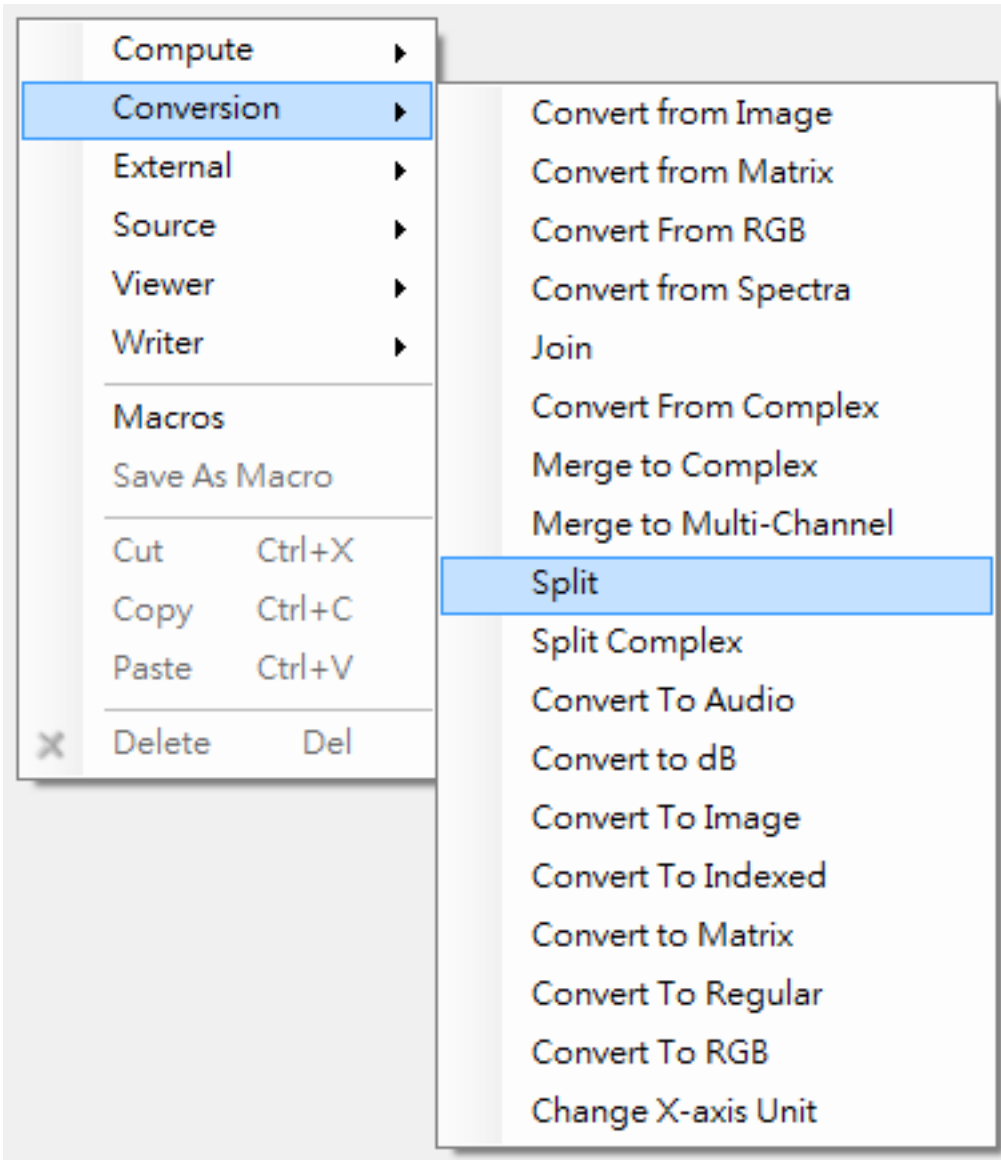 Compute
Conversion
External
Source
Viewer
Writer
Macros
Save As Macro
Cut Ctrl+X
Copy Ctrl+C
Paste Ctrl+V
Delete Del
Convert from Image
Convert from Matrix
Convert From RGB
Convert from Spectra
Join
Convert From Complex
Merge to Complex
Merge to Multi-Channel
Split
Split Complex
Convert To Audio
Convert to dB
Convert To Image
Convert To Indexed
Convert to Matrix
Convert To Regular
Convert To RGB
Change X-axis Unit